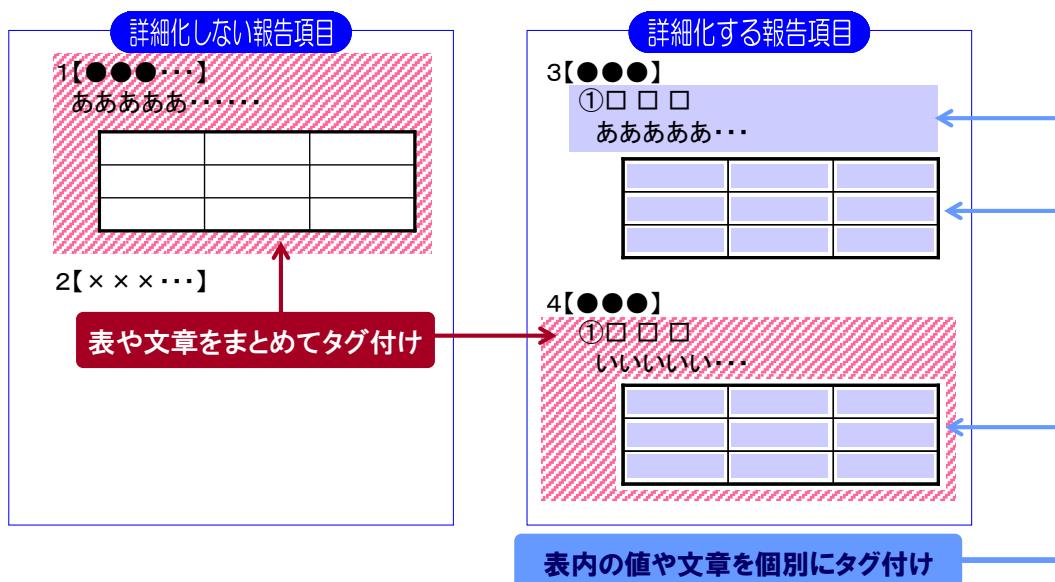 詳細化しない報告項目
1【●●●･･･】
あああああ･･････
2【×××･･･】
表や文章をまとめてタグ付け
詳細化する報告項目
3【●●●】
①□ □ □
あああああ･･･
4【●●●】
①□ □ □
いいいいい･･･
表内の値や文章を個別にタグ付け